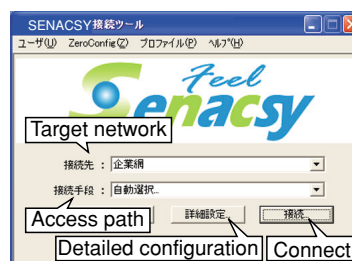 SENACSY接続ツール
ユーザ(U) ZeroConfig(Z) プロファイル(P) ヘルプ(H)
Feel
Senacsy
Target network
接続先 : 企業網
接続手段 : 自動選択...
Access path
詳細設定... 接続...
Detailed configuration
Connect